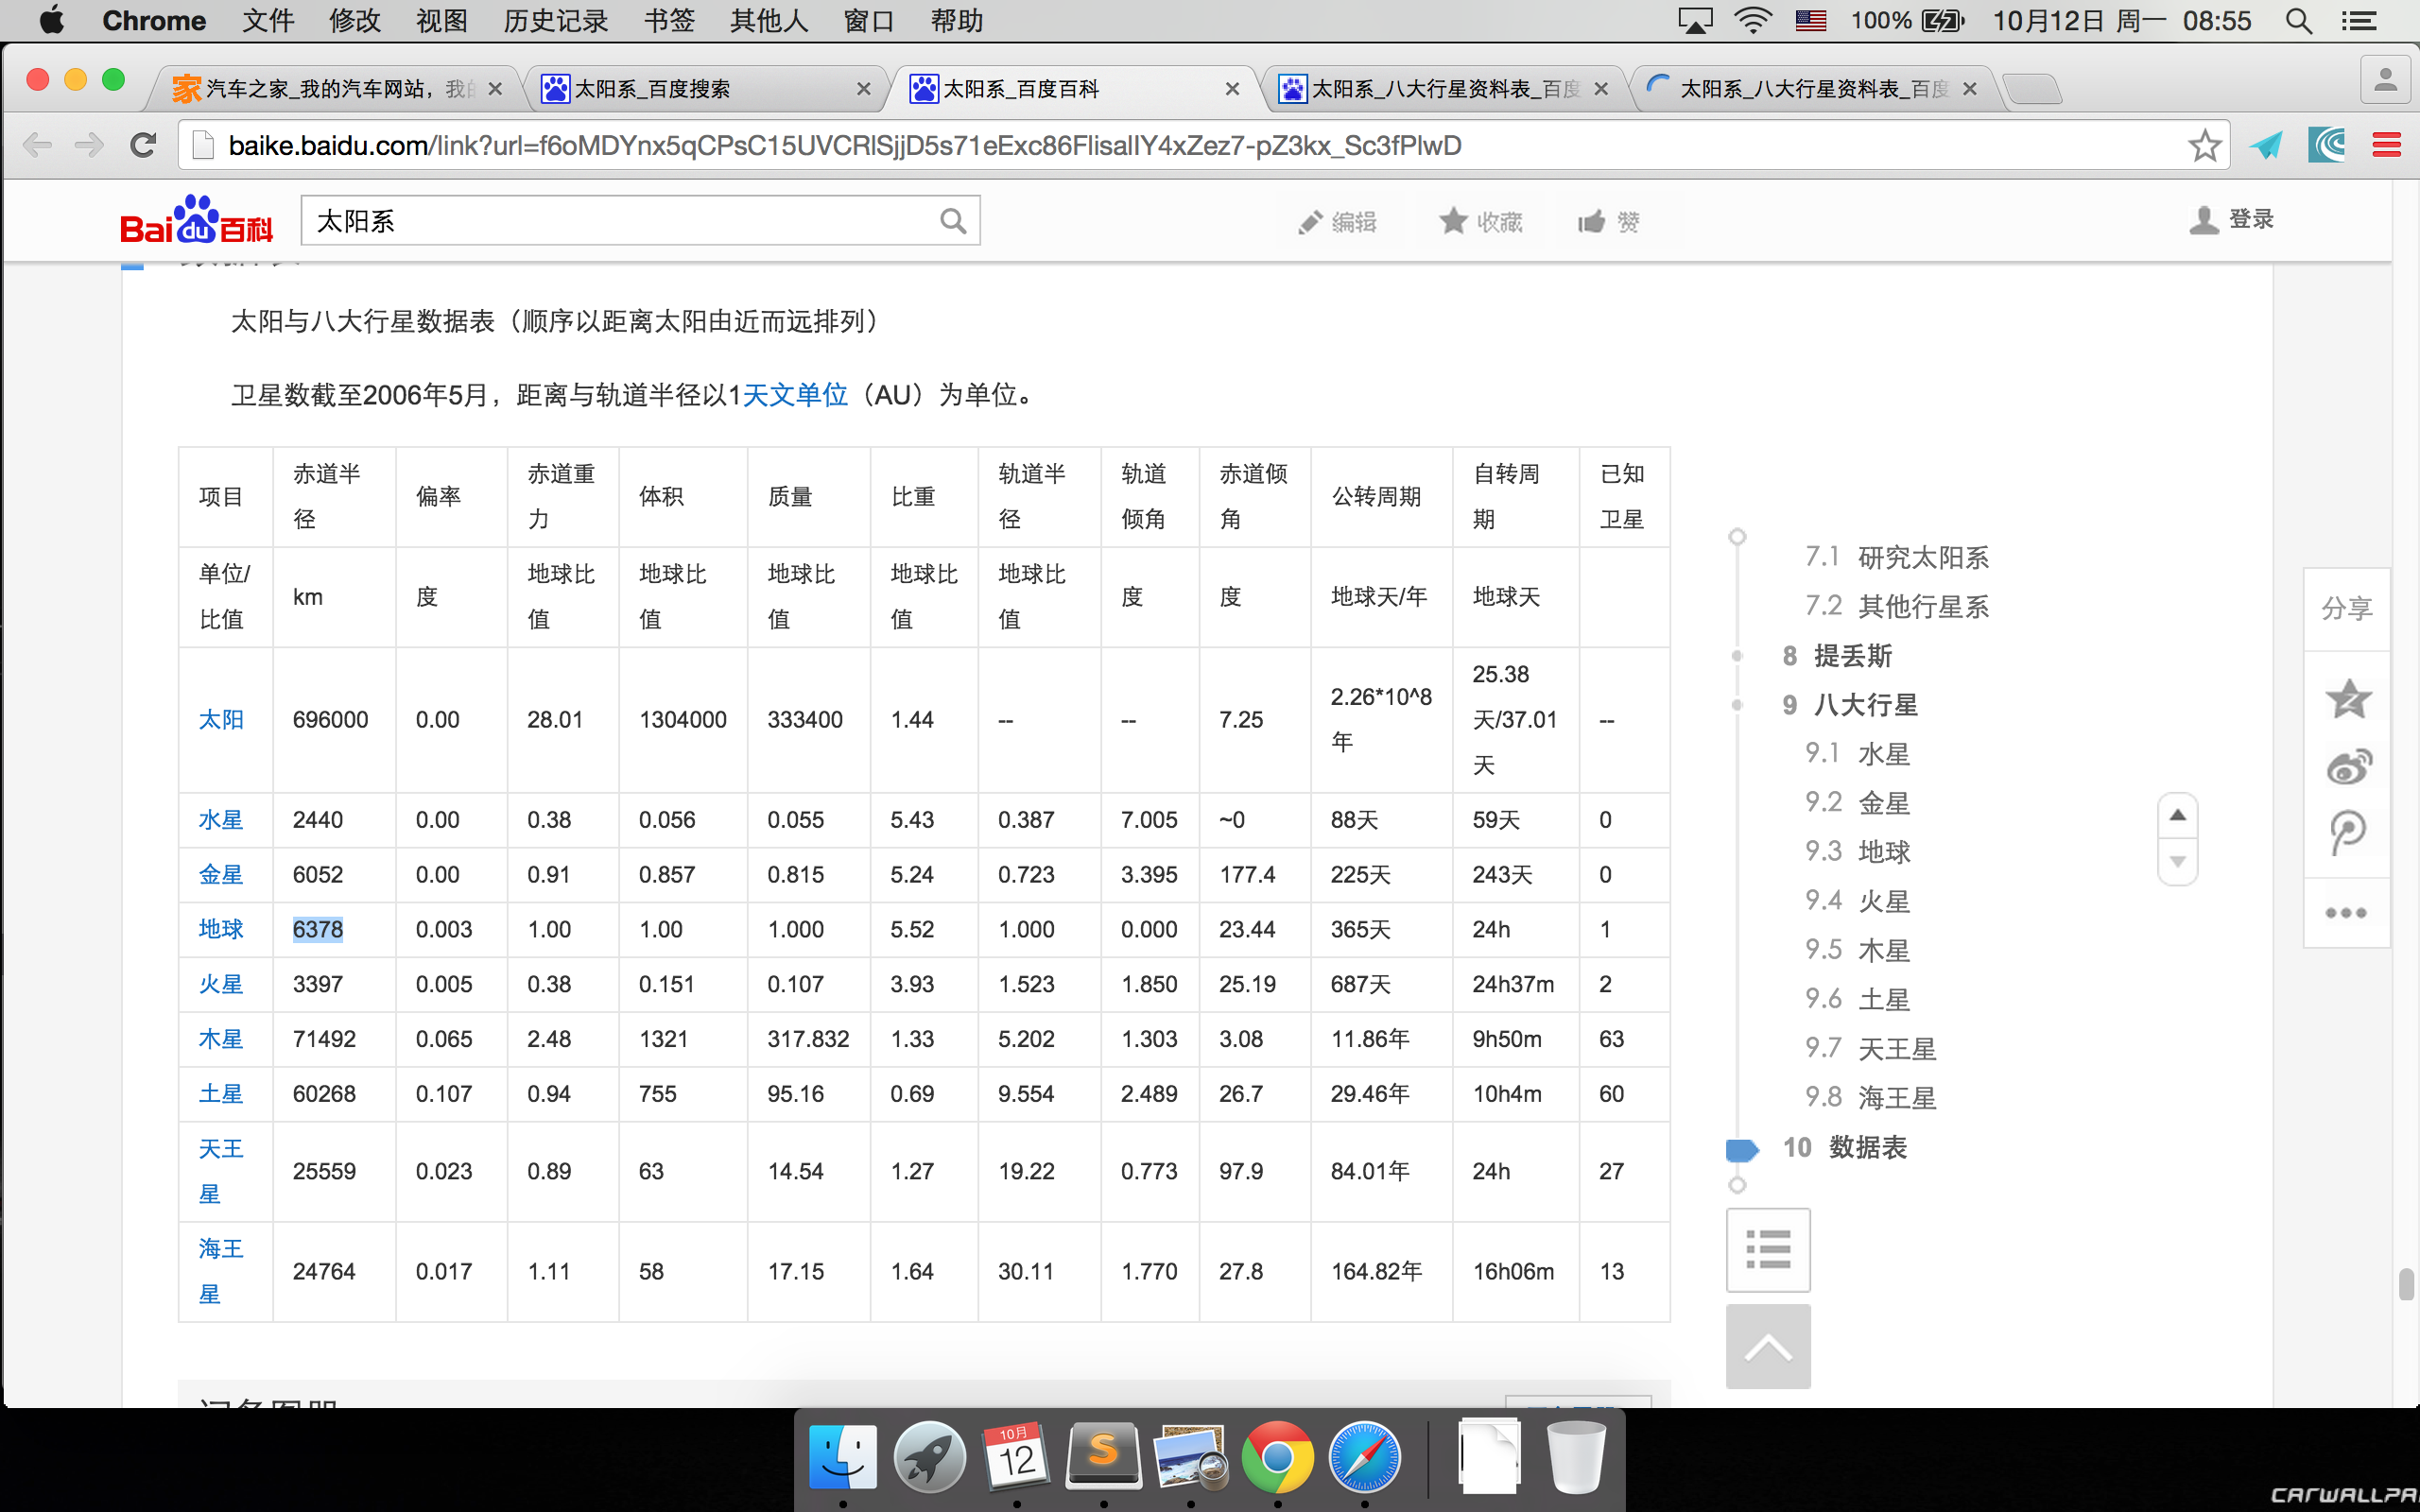 Chrome 文件 修改 视图 历史记录 书签 其他人 窗口 帮助 100% 10月12日 周一 08:55
家 汽车之家_我的汽车网站，我 太阳系_百度搜索 太阳系_百度百科 太阳系_八大行星资料表_百度 太阳系_八大行星资料表_百度
baike.baidu.com/link?url=f6oMDYnx5qCPsC15UVCRlSjjD5s71eExc86FlisalIY4xZez7-pZ3kx_Sc3fPlwD
Bai du 百科 太阳系 编辑 收藏 赞 登录
太阳与八大行星数据表（顺序以距离太阳由近而远排列）
卫星数截至2006年5月，距离与轨道半径以1天文单位（AU）为单位。
项目 赤道半径 偏率 赤道重力 体积 质量 比重 轨道半径 轨道倾角 赤道倾角 公转周期 自转周期 已知卫星
单位/比值 km 度 地球比值 地球比值 地球比值 地球比值 地球比值 度 度 地球天/年 地球天
太阳 696000 0.00 28.01 1304000 333400 1.44 -- -- 7.25 2.26*10^8年 25.38天/37.01天 --
水星 2440 0.00 0.38 0.056 0.055 5.43 0.387 7.005 ~0 88天 59天 0
金星 6052 0.00 0.91 0.857 0.815 5.24 0.723 3.395 177.4 225天 243天 0
地球 6378 0.003 1.00 1.00 1.000 5.52 1.000 0.000 23.44 365天 24h 1
火星 3397 0.005 0.38 0.151 0.107 3.93 1.523 1.850 25.19 687天 24h37m 2
木星 71492 0.065 2.48 1321 317.832 1.33 5.202 1.303 3.08 11.86年 9h50m 63
土星 60268 0.107 0.94 755 95.16 0.69 9.554 2.489 26.7 29.46年 10h4m 60
天王星 25559 0.023 0.89 63 14.54 1.27 19.22 0.773 97.9 84.01年 24h 27
海王星 24764 0.017 1.11 58 17.15 1.64 30.11 1.770 27.8 164.82年 16h06m 13
7.1 研究太阳系
7.2 其他行星系
8 提丢斯
9 八大行星
9.1 水星
9.2 金星
9.3 地球
9.4 火星
9.5 木星
9.6 土星
9.7 天王星
9.8 海王星
10 数据表
分享
10月
12
S
CARWALLPA